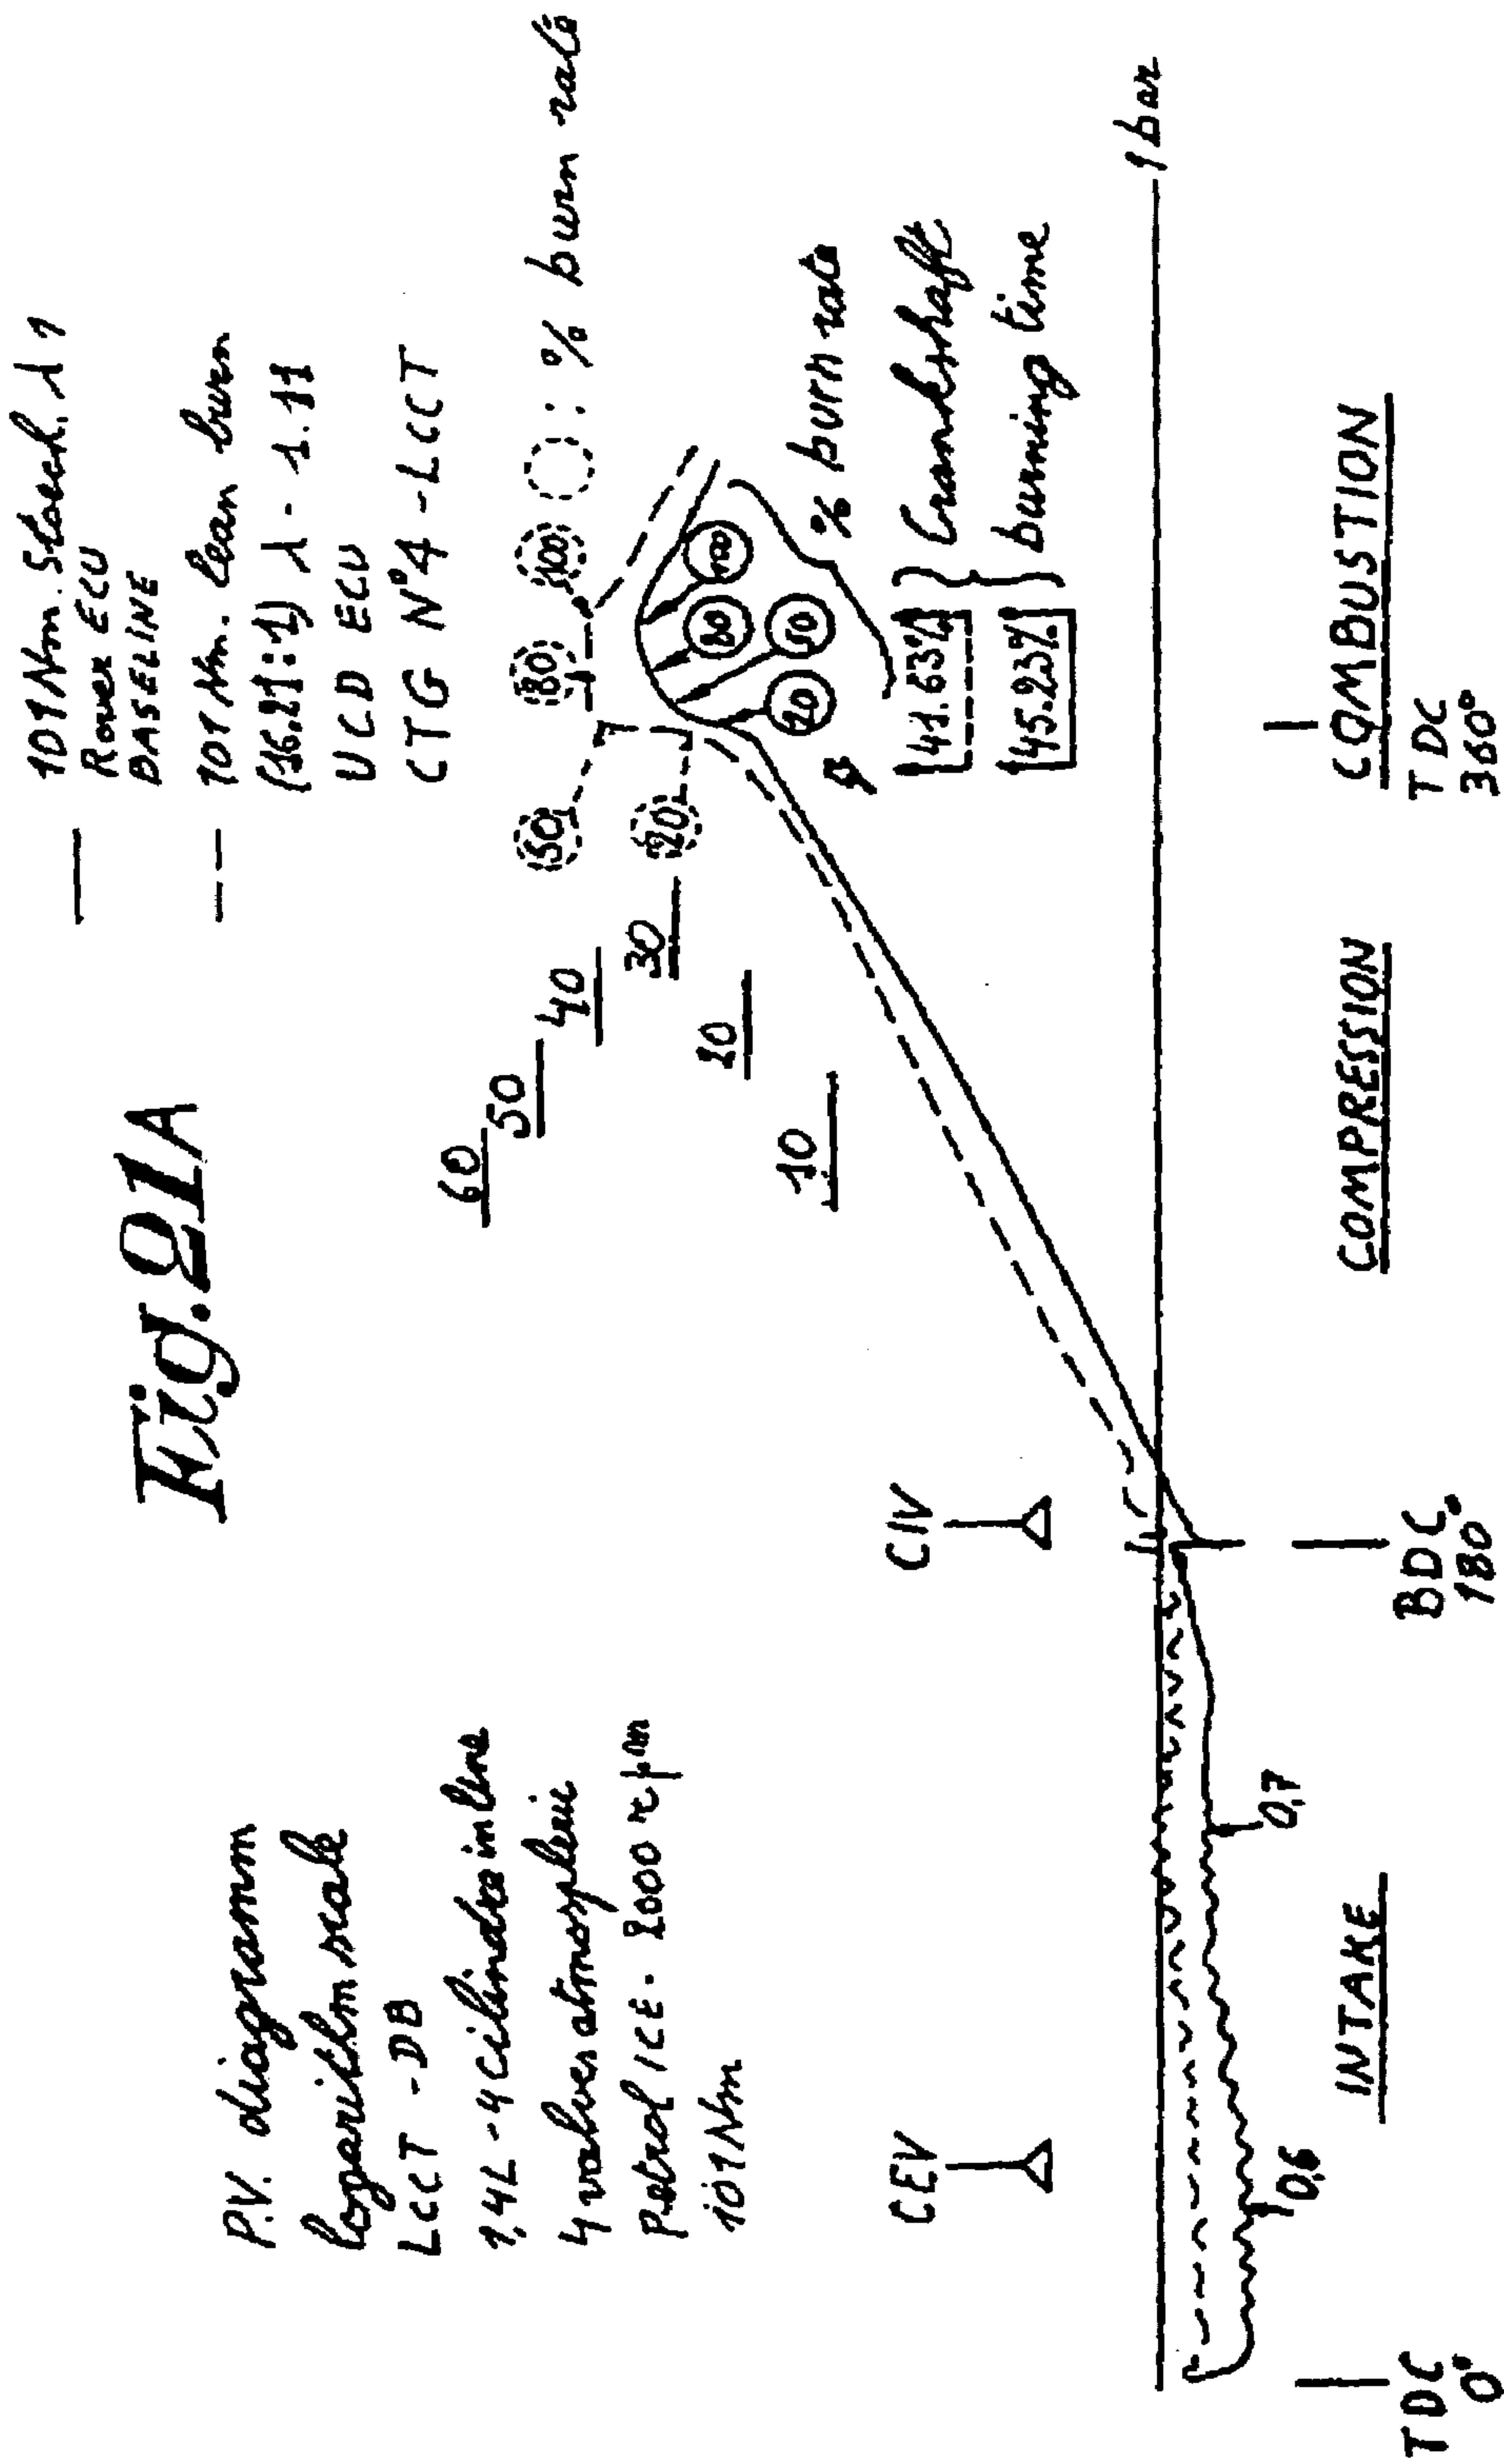 Fig. 21A
P.V. diagramm
logarithm scale
LCCT - DB
1,4L - 4 cilinders in line
4 valves atmospheric
petrol ICE. 2000 rpm
101 Nm
101 Nm. Stoech. λ 1
Rover ECU
BASELINE
101 Nm. lean burn
(16.21:1) λ - 1.11
UCD ECU
CTG N°4 - LCCT
60
50
40
30
20
10
50
80
100
: % burn rate
20
20
50
80
100
% burn rate
41.63%
45.23%
Crankshaft
burning time
CEV
CIV
1 bar
0,6
0,7
INTAKE
COMPRESSION
COMBUSTION
TDC
0°
BDC
180°
TDC
360°